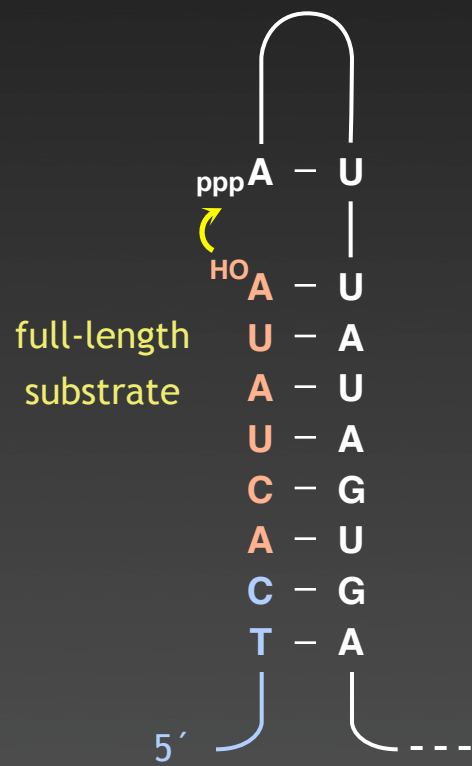 pppA – U
HOA – U
U – A
full-length
A – U
substrate
U – A
C – G
A – U
C – G
T – A
5´